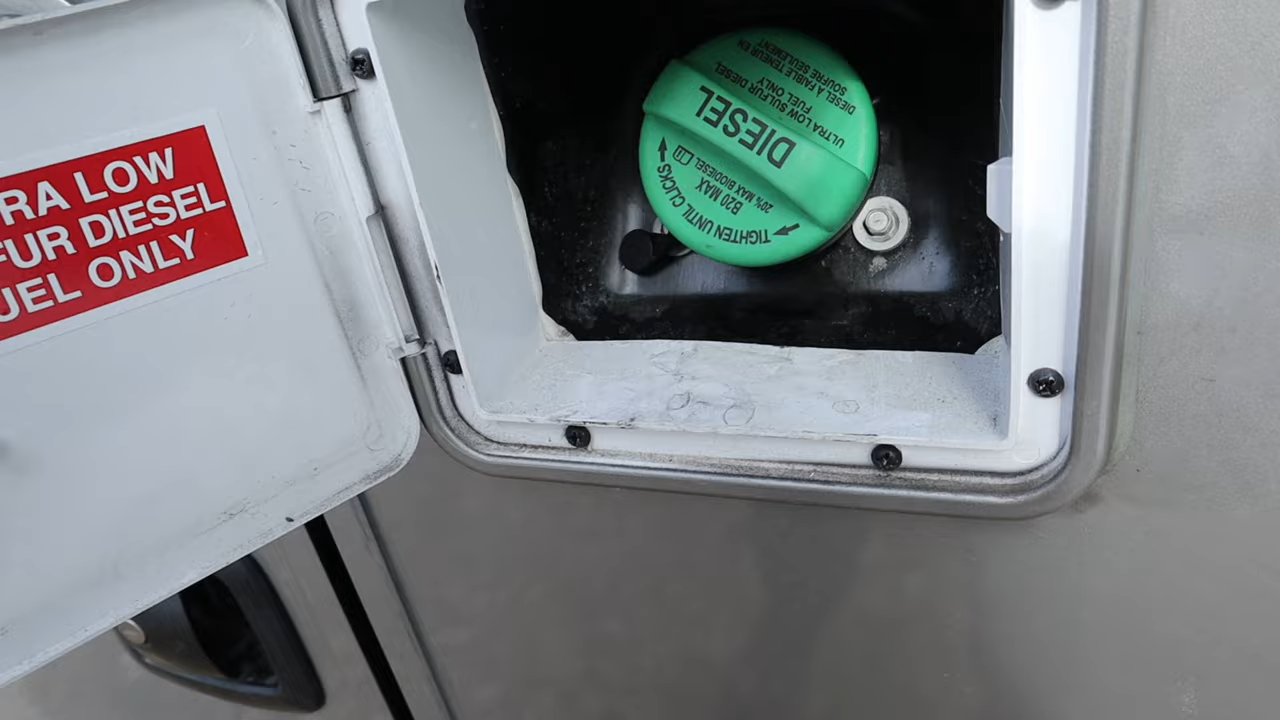 RA LOW
FUR DIESEL
UEL ONLY
DIESEL
ULTRA LOW SULFUR DIESEL
FUEL ONLY
DIESEL A FAIBLE TENEUR EN
SOUFRE SEULEMENT
B20 MAX
20% MAX BIODIESEL
TIGHTEN UNTIL CLICKS